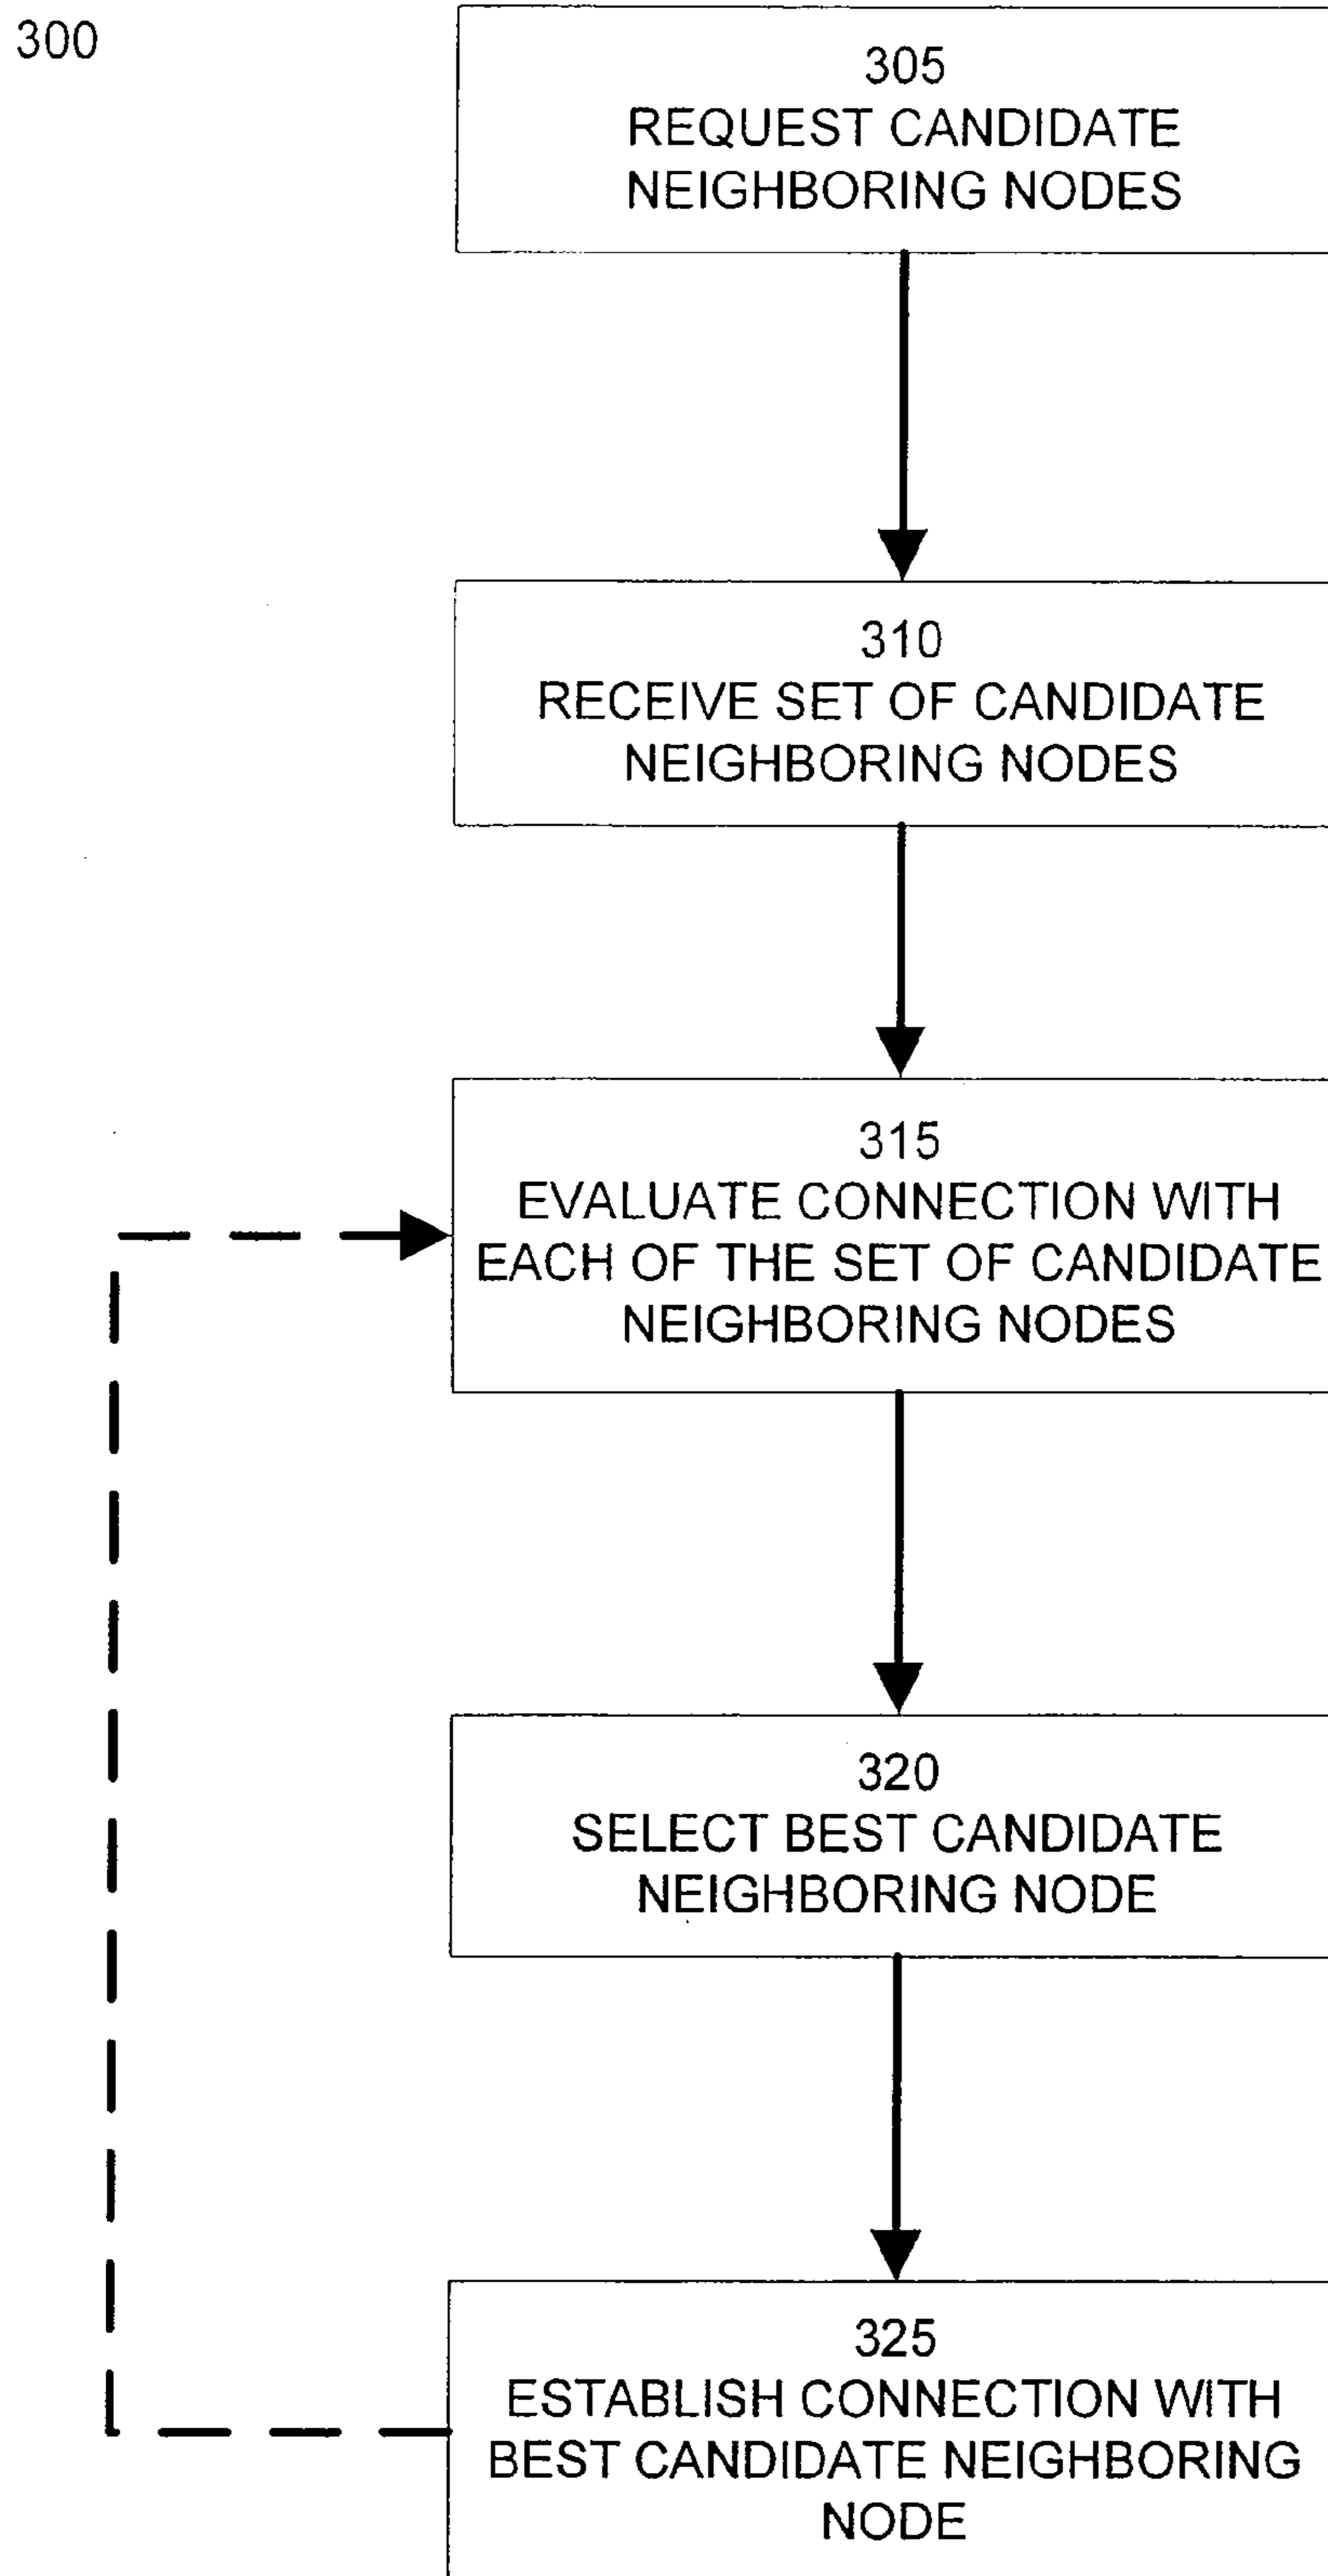 300
305
REQUEST CANDIDATE
NEIGHBORING NODES
310
RECEIVE SET OF CANDIDATE
NEIGHBORING NODES
315
EVALUATE CONNECTION WITH
EACH OF THE SET OF CANDIDATE
NEIGHBORING NODES
320
SELECT BEST CANDIDATE
NEIGHBORING NODE
325
ESTABLISH CONNECTION WITH
BEST CANDIDATE NEIGHBORING
NODE